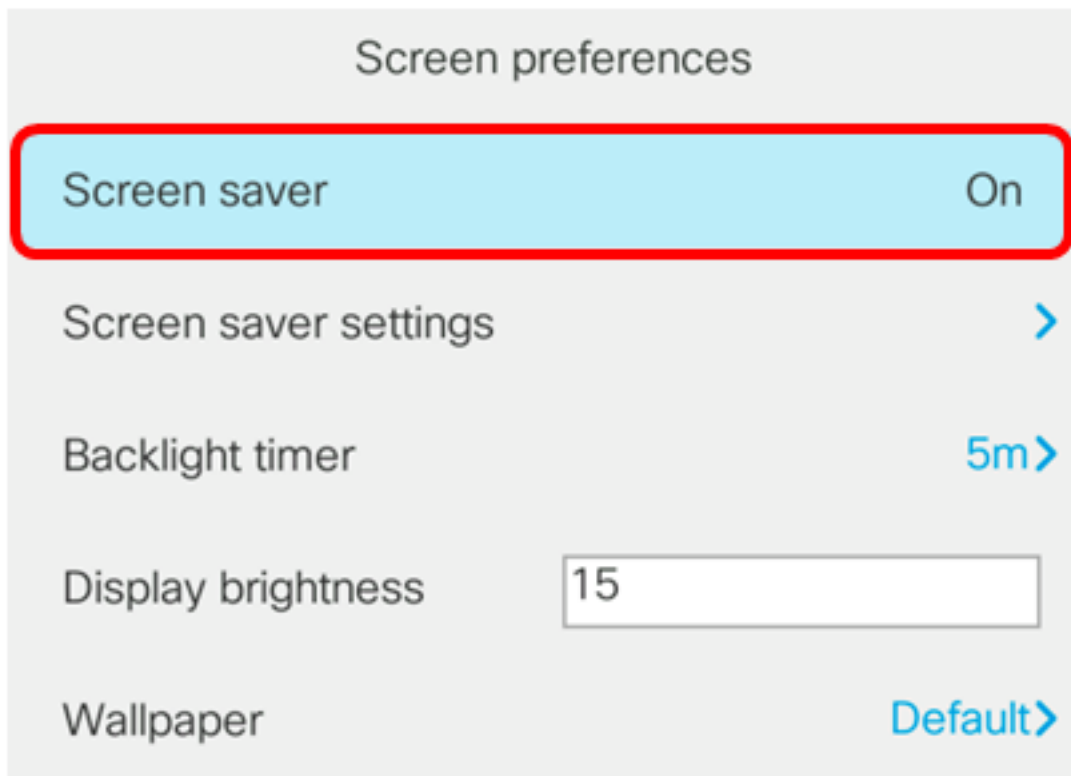 Screen preferences
Screen saver On
Screen saver settings
Backlight timer 5m
Display brightness 15
Wallpaper Default